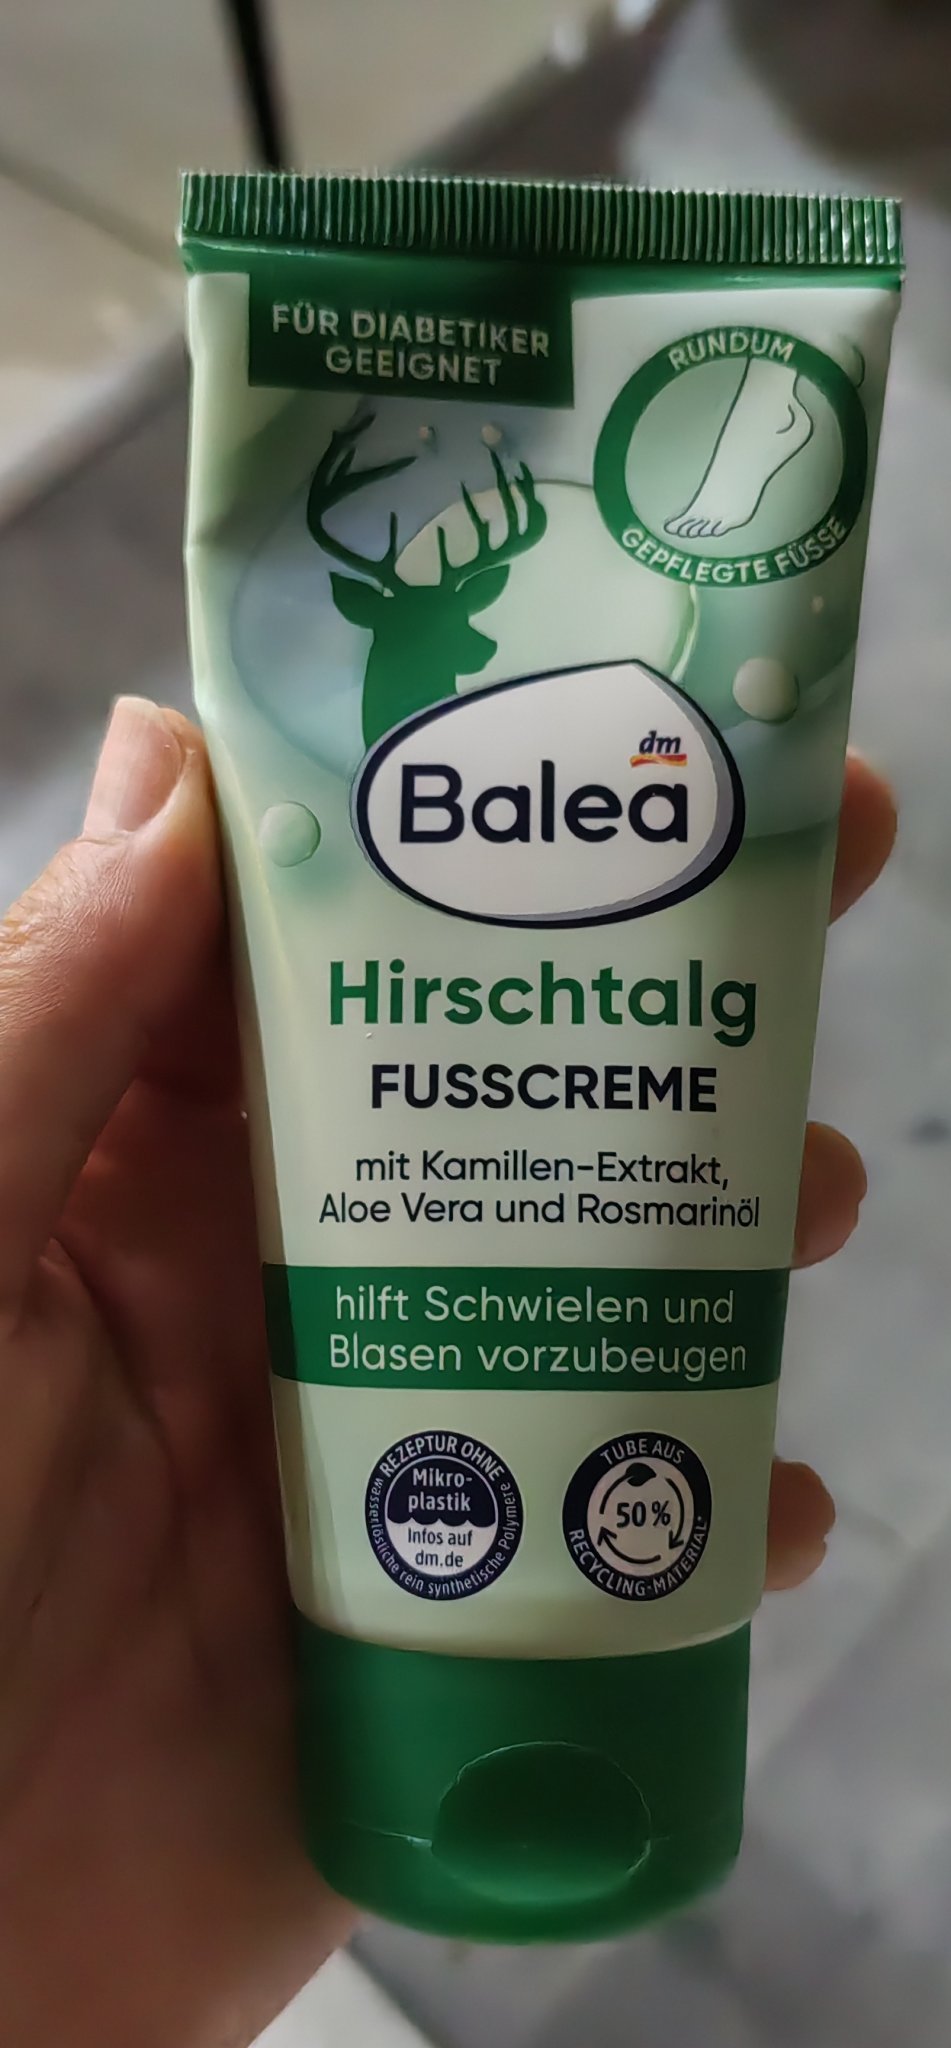 FÜR DIABETIKER
GEEIGNET
RUNDUM
GEPFLEGTE FÜSSE
dm
Balea
Hirschtalg
FUSSCREME
mit Kamillen-Extrakt,
Aloe Vera und Rosmarinöl
hilft Schwielen und
Blasen vorzubeugen
REZEPTUR OHNE
Mikro-
plastik
Infos auf
dm.de
wasserlösliche rein synthetische Polymere
TUBE AUS
50 %
RECYCLING-MATERIAL*